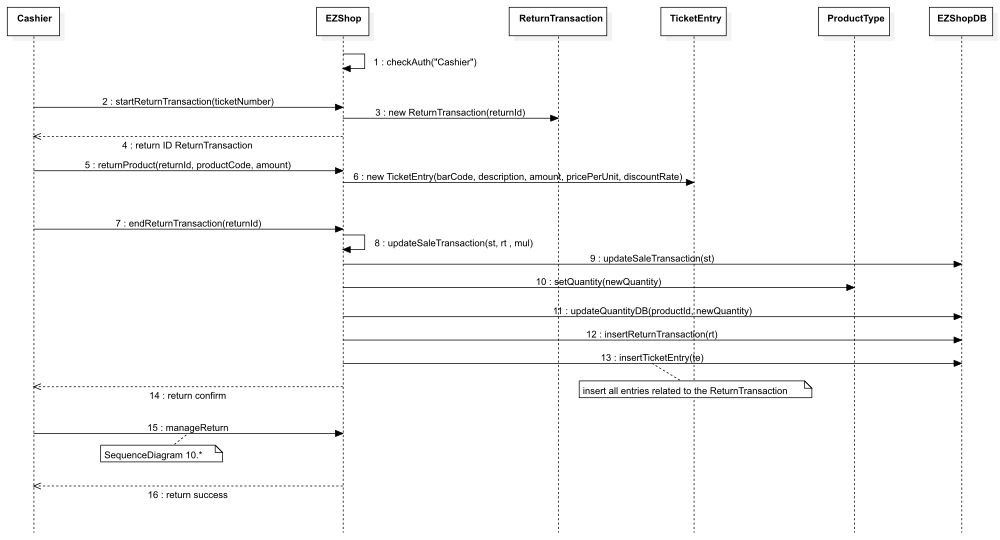 Cashier
EZShop
ReturnTransaction
TicketEntry
ProductType
EZShopDB
1 : checkAuth("Cashier")
2 : startReturnTransaction(ticketNumber)
3 : new ReturnTransaction(returnId)
4 : return ID ReturnTransaction
5 : returnProduct(returnId, productCode, amount)
6 : new TicketEntry(barCode, description, amount, pricePerUnit, discountRate)
7 : endReturnTransaction(returnId)
8 : updateSaleTransaction(st, rt , mul)
9 : updateSaleTransaction(st)
10 : setQuantity(newQuantity)
11 : updateQuantityDB(productId, newQuantity)
12 : insertReturnTransaction(rt)
13 : insertTicketEntry(te)
insert all entries related to the ReturnTransaction
14 : return confirm
15 : manageReturn
SequenceDiagram 10.*
16 : return success